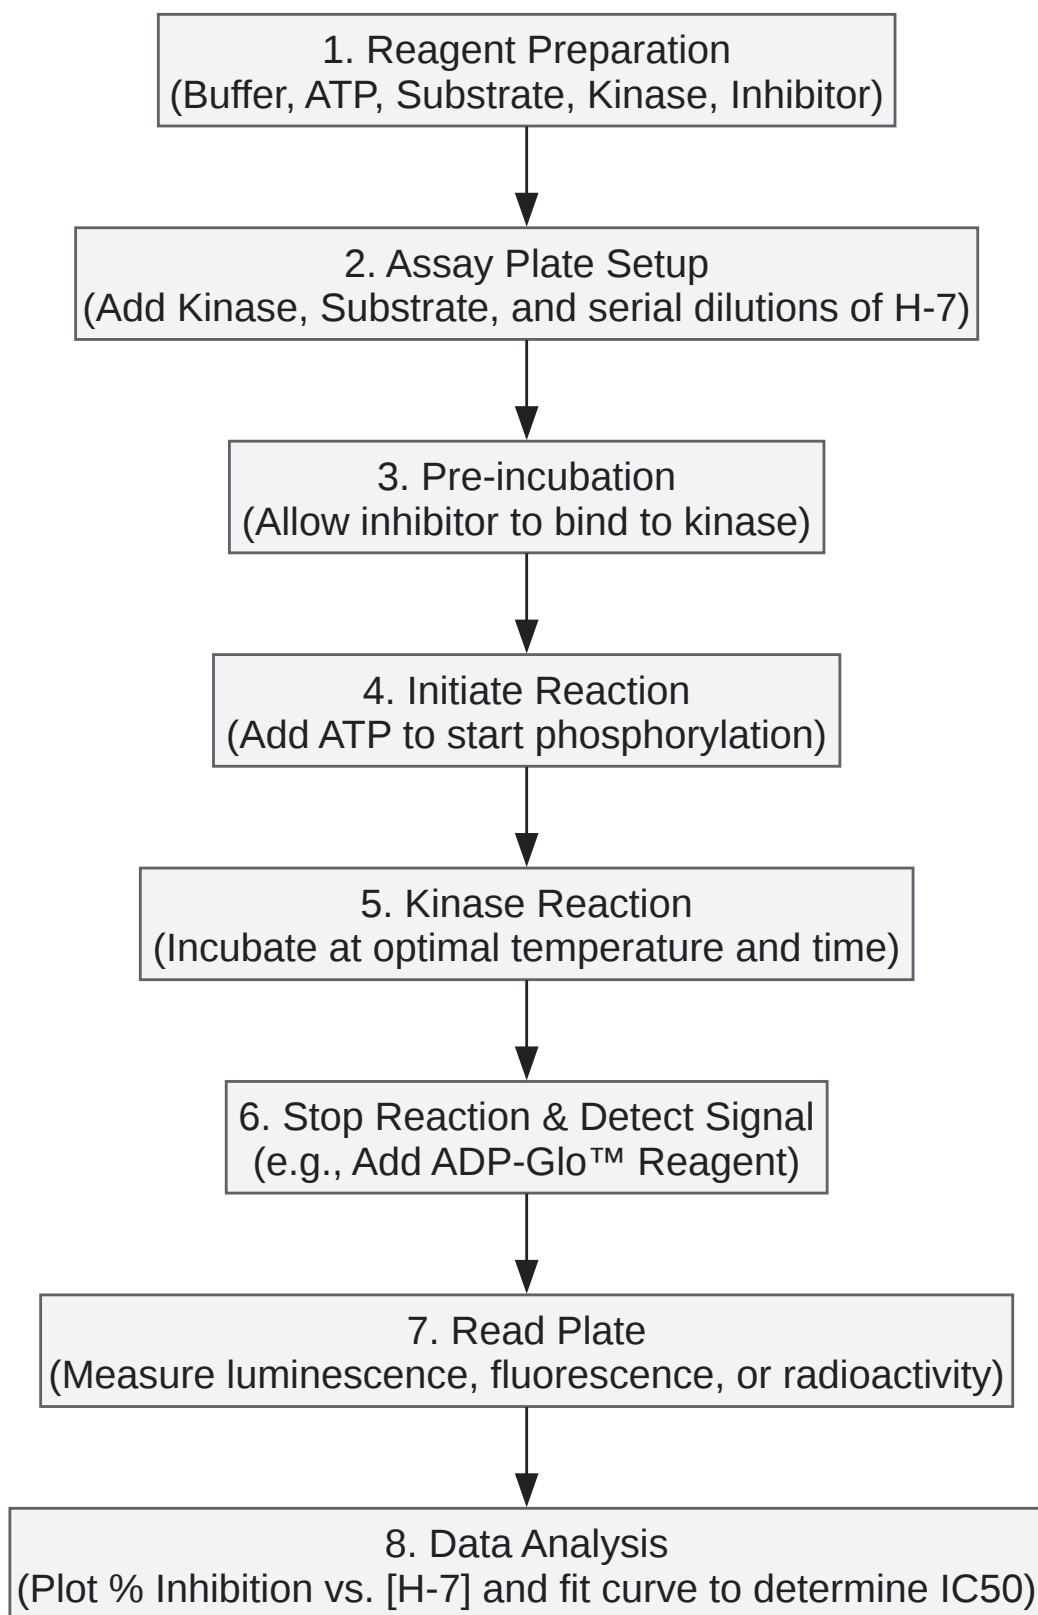 1. Reagent Preparation
(Buffer, ATP, Substrate, Kinase, Inhibitor)
2. Assay Plate Setup
(Add Kinase, Substrate, and serial dilutions of H-7)
3. Pre-incubation
(Allow inhibitor to bind to kinase)
4. Initiate Reaction
(Add ATP to start phosphorylation)
5. Kinase Reaction
(Incubate at optimal temperature and time)
6. Stop Reaction & Detect Signal
(e.g., Add ADP-Glo™ Reagent)
7. Read Plate
(Measure luminescence, fluorescence, or radioactivity)
8. Data Analysis
(Plot % Inhibition vs. [H-7] and fit curve to determine IC50)